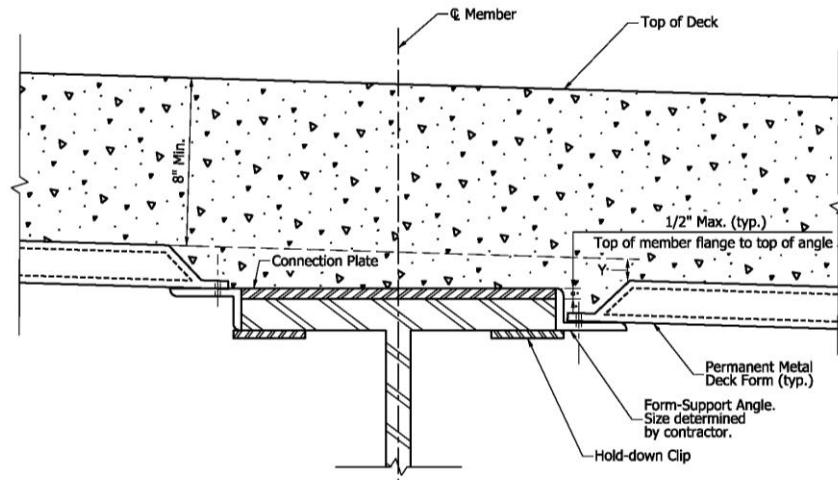 ℄ Member
Top of Deck
8" Min.
1/2" Max. (typ.)
Top of member flange to top of angle
Connection Plate
Y
Permanent Metal
Deck Form (typ.)
Form-Support Angle.
Size determined
by contractor.
Hold-down Clip